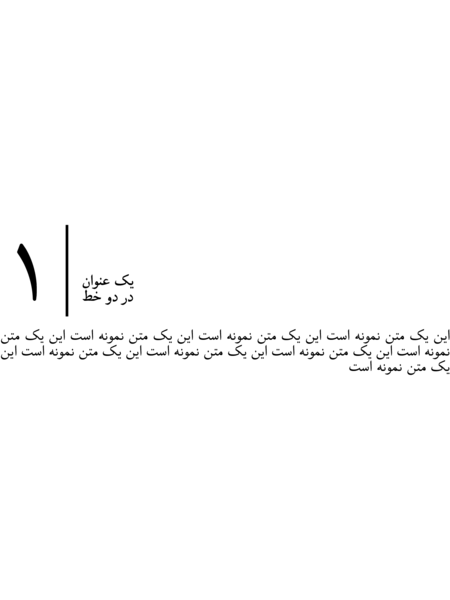 ۱
یک عنوان
در دو خط
این یک متن نمونه است این یک متن نمونه است این یک متن نمونه است این یک متن
نمونه است این یک متن نمونه است این یک متن نمونه است این یک متن نمونه است این
یک متن نمونه است